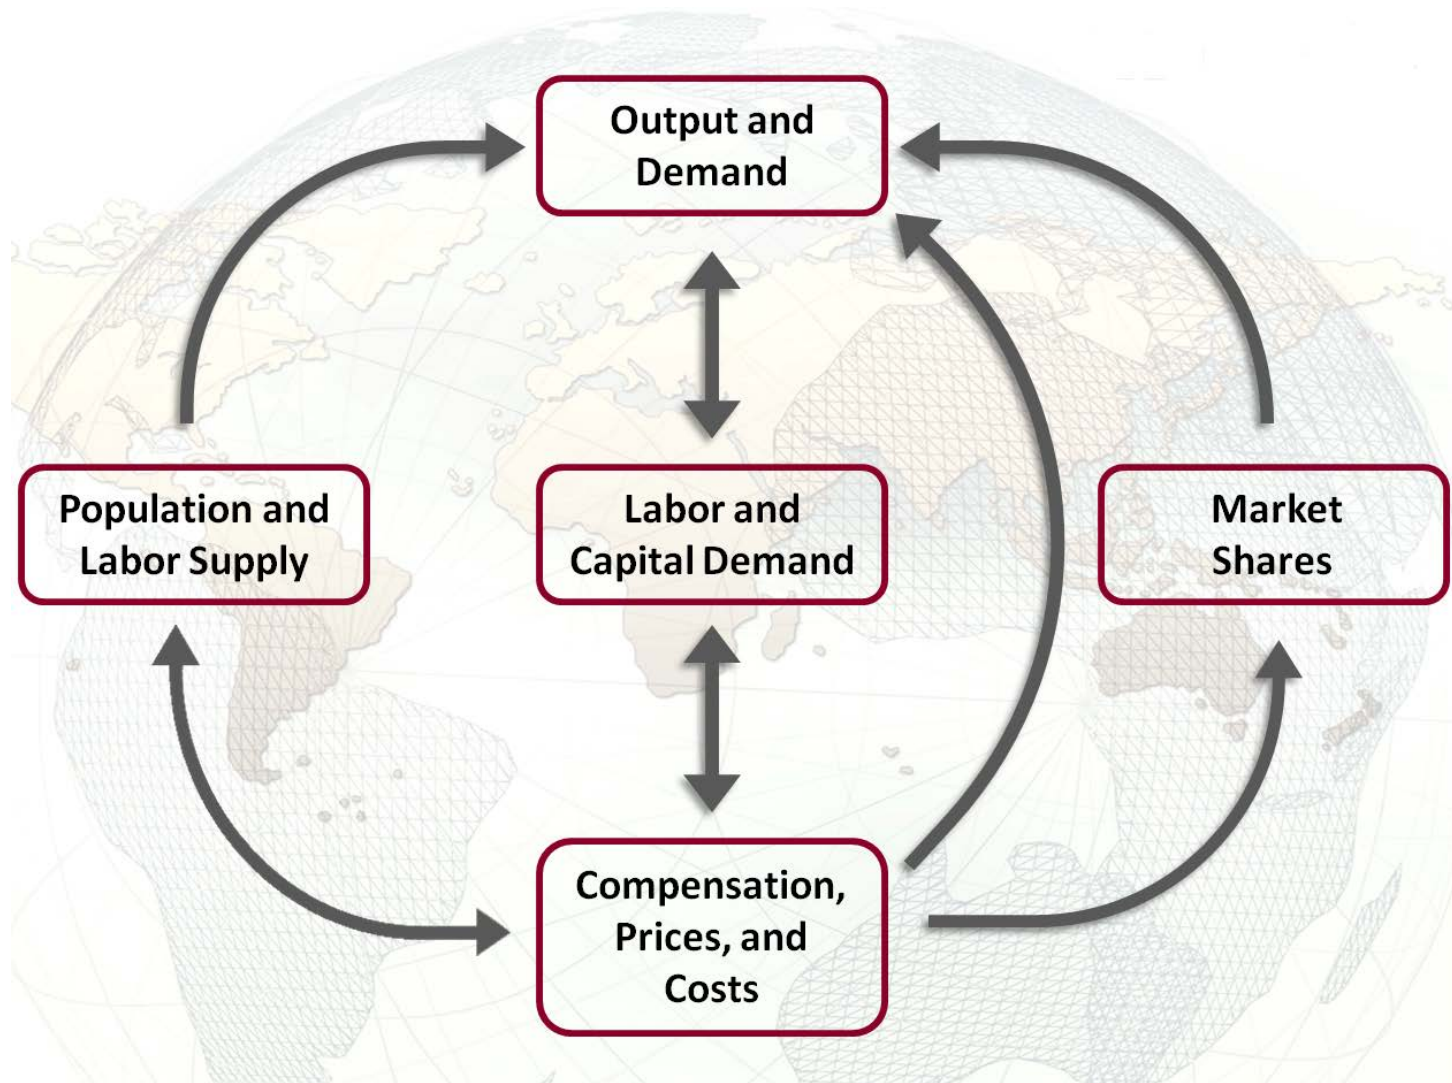 Output and
Demand
Population and
Labor Supply
Labor and
Capital Demand
Market
Shares
Compensation,
Prices, and
Costs